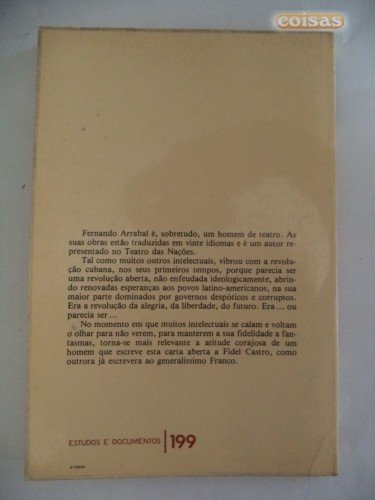 coisas
Fernando Arrabal é, sobretudo, um homem de teatro. As
suas obras estão traduzidas em vinte idiomas e é um autor re-
presentado no Teatro das Nações.
Tal como muitos outros intelectuais, vibrou com a revolu-
ção cubana, nos seus primeiros tempos, porque parecia ser
uma revolução aberta, não enfeudada ideologicamente, abrin-
do renovadas esperanças aos povos latino-americanos, na sua
maior parte dominados por governos despóticos e corruptos.
Era a revolução da alegria, da liberdade, do futuro. Era... ou
parecia ser...
No momento em que muitos intelectuais se calam e voltam
o olhar para não verem, para manterem a sua fidelidade a fan-
tasmas, torna-se mais relevante a atitude corajosa de um
homem que escreve esta carta aberta a Fidel Castro, como
outrora já escrevera ao generalíssimo Franco.
ESTUDOS E DOCUMENTOS 199